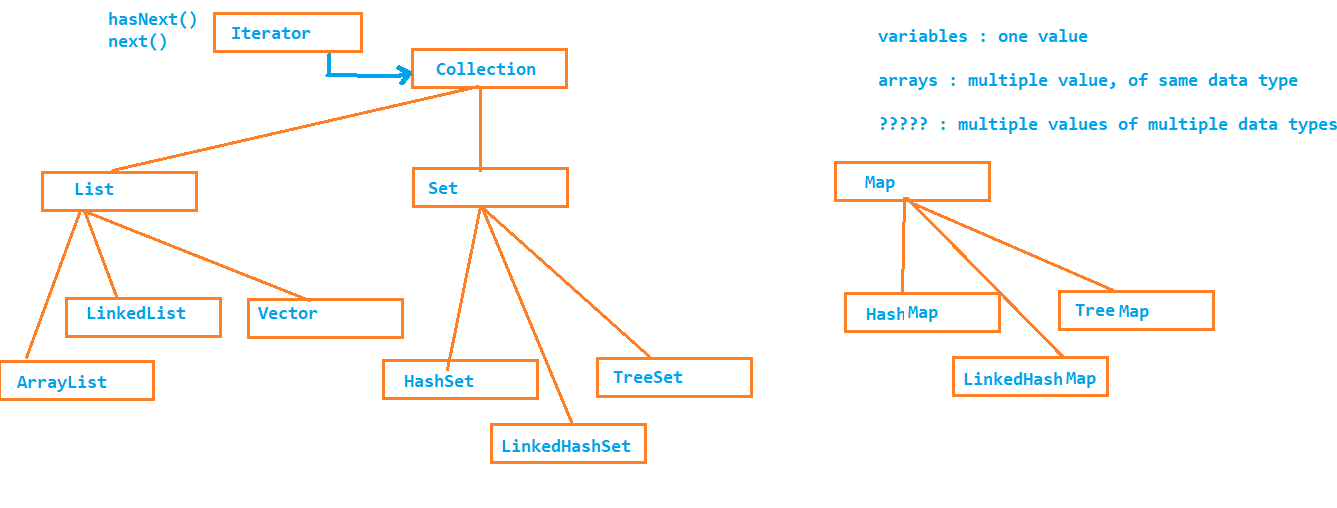 hasNext()
next()
Iterator
Collection
variables : one value
arrays : multiple value, of same data type
????? : multiple values of multiple data types
List
Set
Map
LinkedList
Vector
HashMap
TreeMap
ArrayList
HashSet
TreeSet
LinkedHashMap
LinkedHashSet